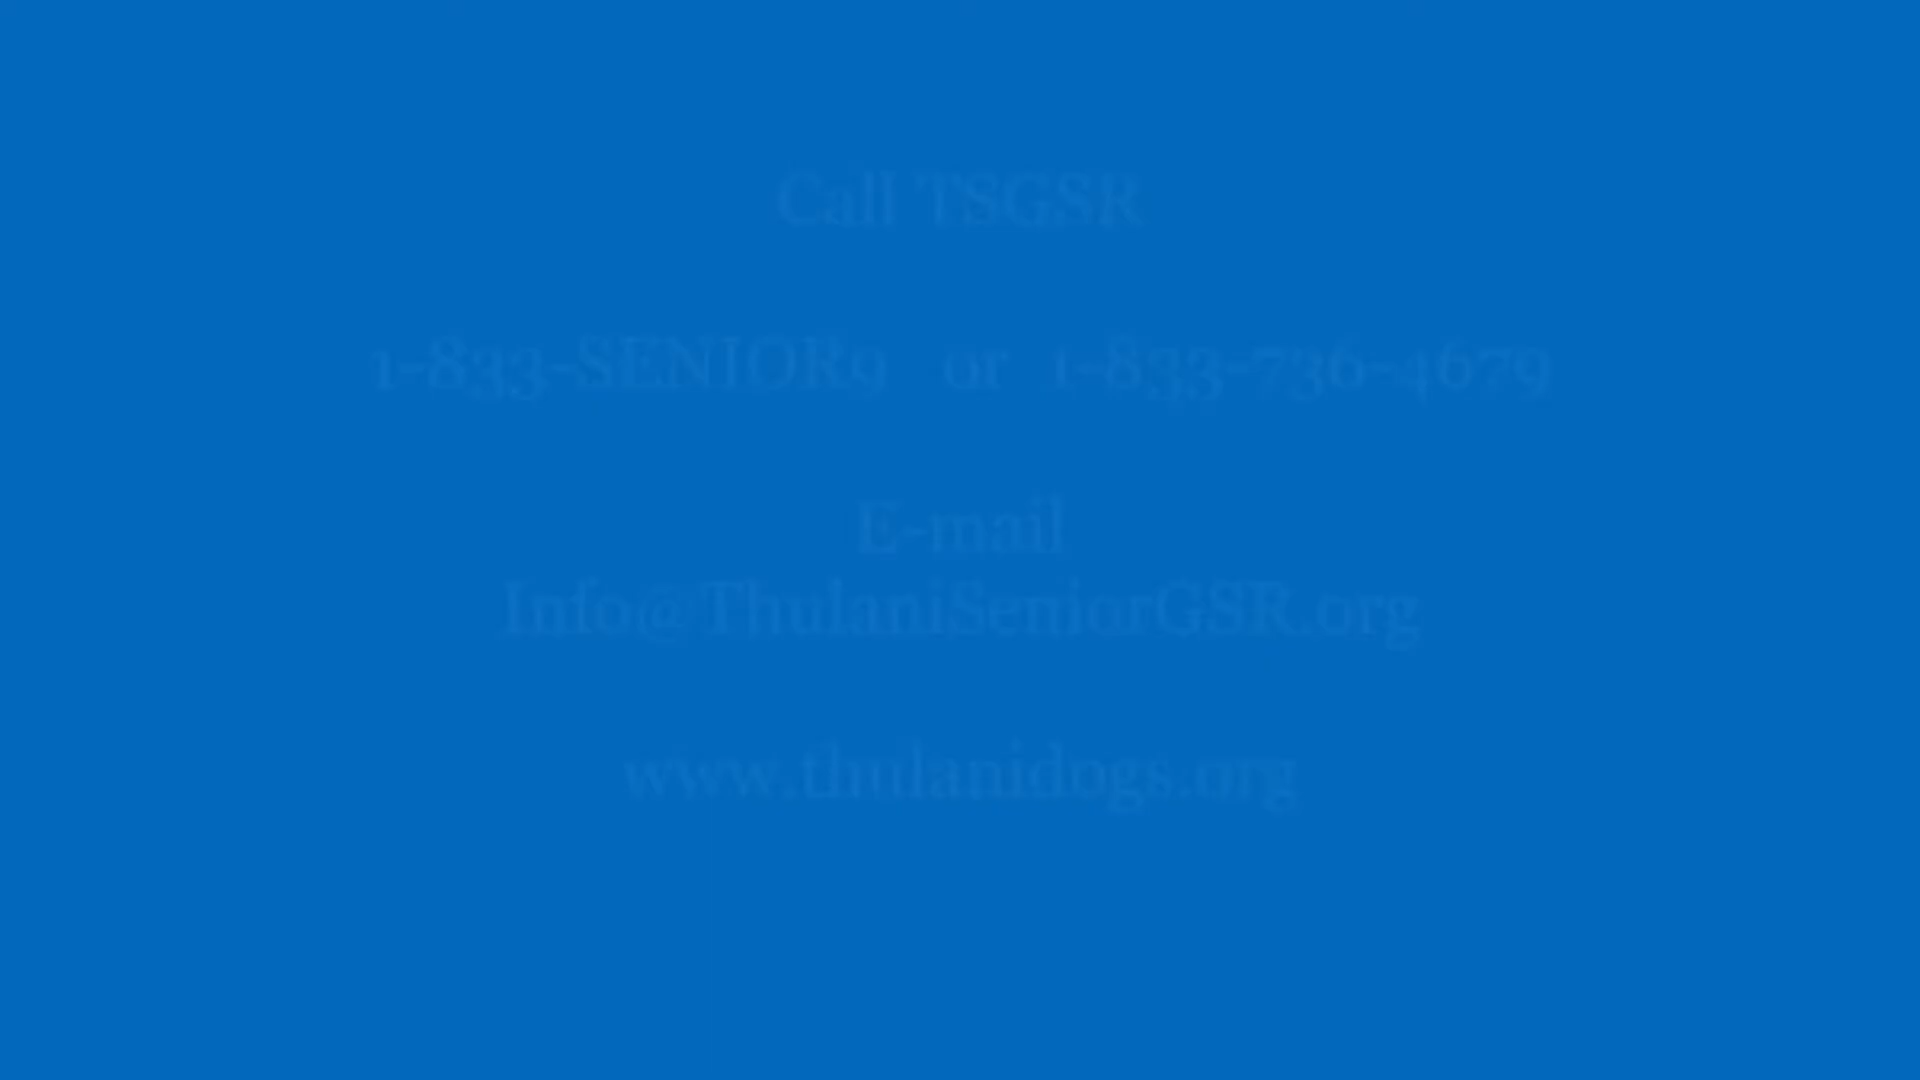 Call TSGSR
1-833-SENIOR9 or 1-833-736-4679
E-mail
Info@ThulaniSeniorGSR.org
www.thulanidogs.org